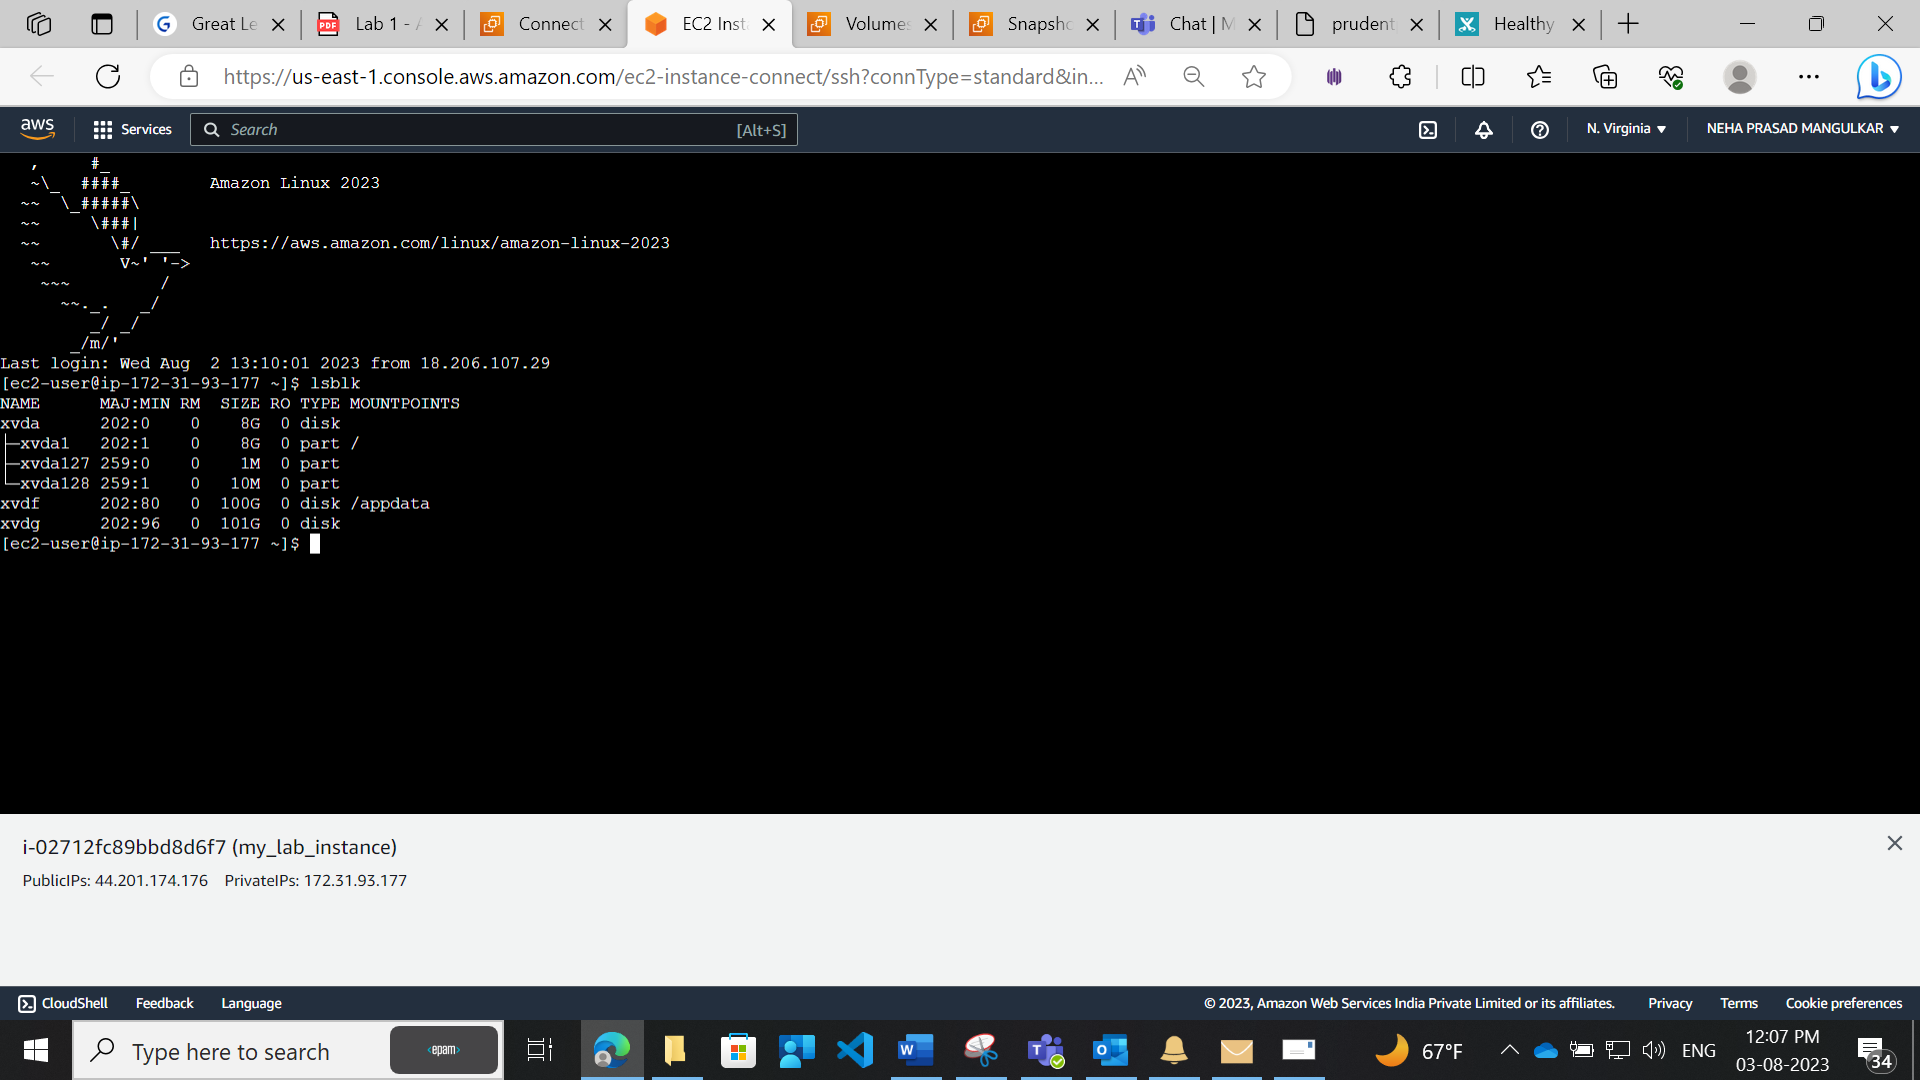 Great Le
Lab 1 - A
Connect
EC2 Inst
Volumes
Snapsho
Chat | M
prudent
Healthy
https://us-east-1.console.aws.amazon.com/ec2-instance-connect/ssh?connType=standard&in...
aws
Services
Search
[Alt+S]
N. Virginia
NEHA PRASAD MANGULKAR
   ,     #_
   ~\_  ####_        Amazon Linux 2023
  ~~  \_#####\
  ~~     \###|
  ~~       \#/ ___   https://aws.amazon.com/linux/amazon-linux-2023
   ~~       V~' '->
    ~~~         /
      ~~._.   _/
         _/ _/
       _/m/'
Last login: Wed Aug  2 13:10:01 2023 from 18.206.107.29
[ec2-user@ip-172-31-93-177 ~]$ lsblk
NAME      MAJ:MIN RM  SIZE RO TYPE MOUNTPOINTS
xvda      202:0    0    8G  0 disk
├─xvda1   202:1    0    8G  0 part /
├─xvda127 259:0    0    1M  0 part
└─xvda128 259:1    0   10M  0 part
xvdf      202:80   0  100G  0 disk /appdata
xvdg      202:96   0  101G  0 disk
[ec2-user@ip-172-31-93-177 ~]$
i-02712fc89bbd8d6f7 (my_lab_instance)
PublicIPs: 44.201.174.176 PrivateIPs: 172.31.93.177
CloudShell
Feedback
Language
© 2023, Amazon Web Services India Private Limited or its affiliates.
Privacy
Terms
Cookie preferences
Type here to search
<epam>
67°F
ENG
12:07 PM
03-08-2023
34